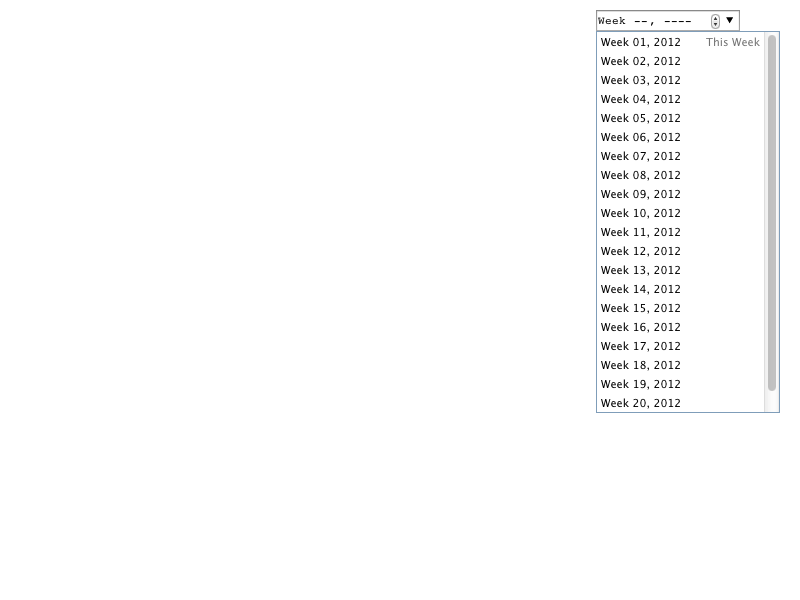 Week --, ----
Week 01, 2012 This Week
Week 02, 2012
Week 03, 2012
Week 04, 2012
Week 05, 2012
Week 06, 2012
Week 07, 2012
Week 08, 2012
Week 09, 2012
Week 10, 2012
Week 11, 2012
Week 12, 2012
Week 13, 2012
Week 14, 2012
Week 15, 2012
Week 16, 2012
Week 17, 2012
Week 18, 2012
Week 19, 2012
Week 20, 2012